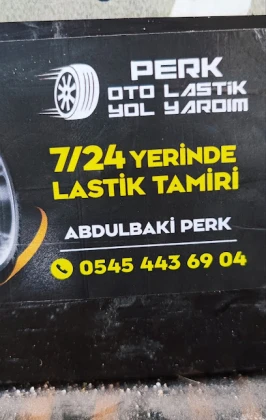 PERK
OTO LASTİK
YOL YARDIM
7/24 YERİNDE
LASTİK TAMİRİ
ABDULBAKİ PERK
0545 443 69 04